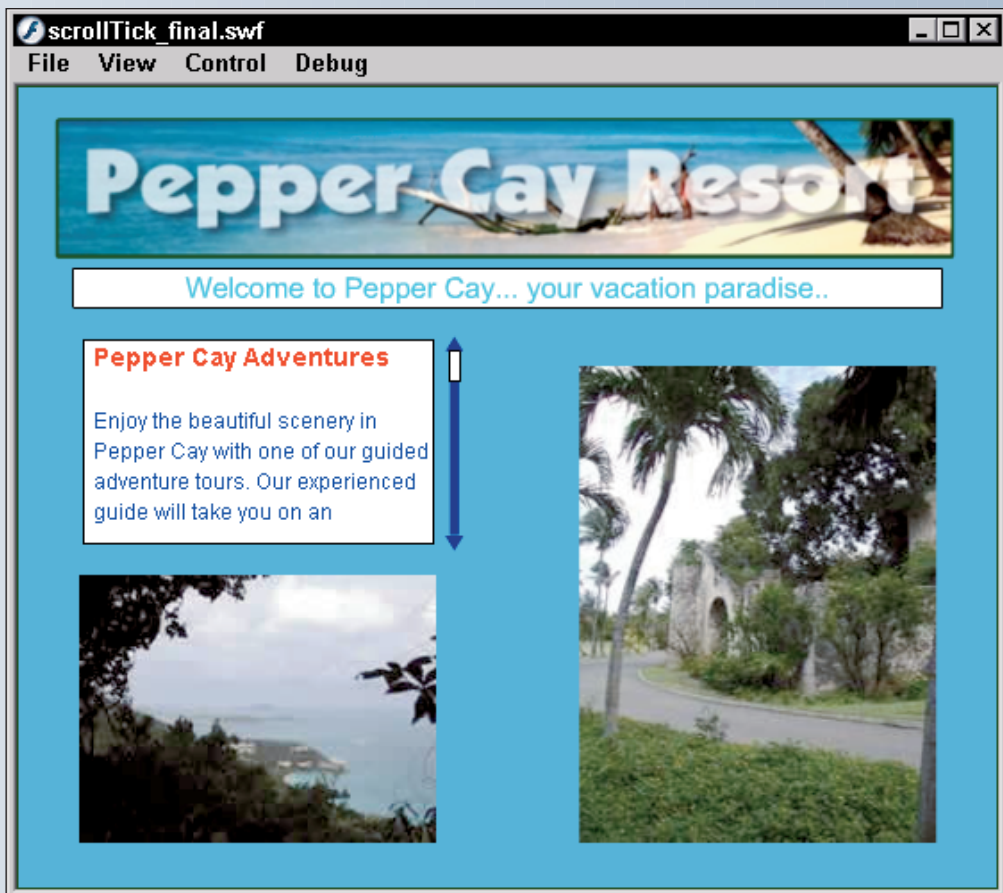 scrollTick_final.swf
File View Control Debug
Pepper Cay Resort
Welcome to Pepper Cay... your vacation paradise..
Pepper Cay Adventures
Enjoy the beautiful scenery in
Pepper Cay with one of our guided
adventure tours. Our experienced
guide will take you on an